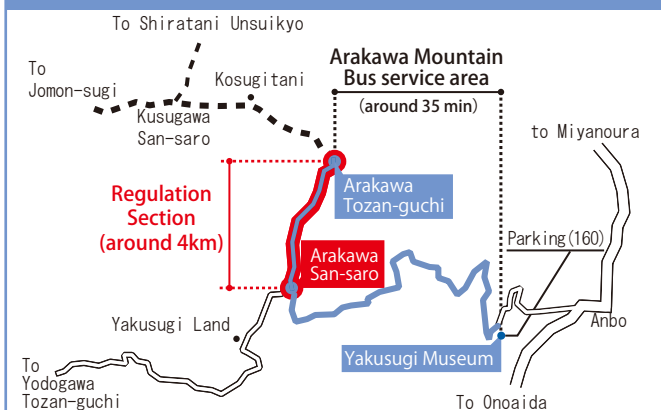 To Shiratani Unsuikyo
To
Jomon-sugi
Kosugitani
Kusugawa
San-saro
Arakawa Mountain
Bus service area
(around 35 min)
to Miyanoura
Arakawa
Tozan-guchi
Regulation
Section
(around 4km)
Parking(160)
Arakawa
San-saro
Yakusugi Land
Anbo
Yakusugi Museum
To
Yodogawa
Tozan-guchi
To Onoaida